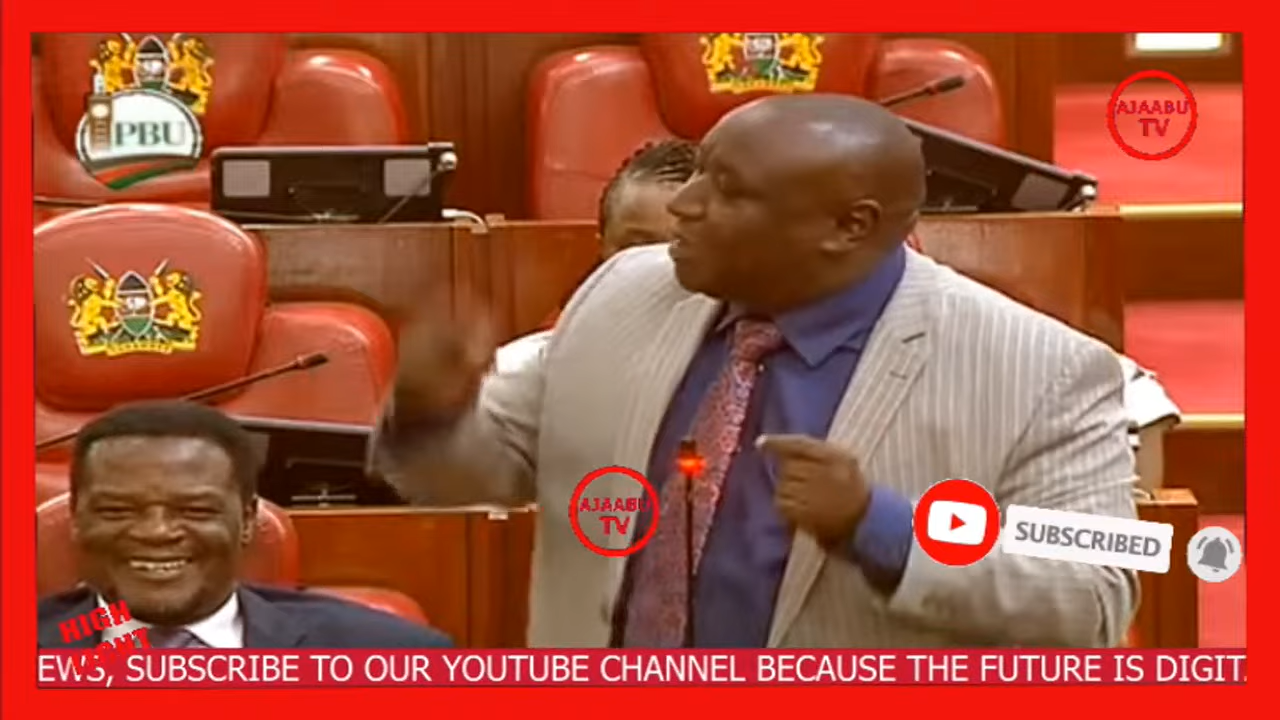 PBU
AJAABU
TV
AJAABU
TV
SUBSCRIBED
HIGH
EWS, SUBSCRIBE TO OUR YOUTUBE CHANNEL BECAUSE THE FUTURE IS DIGIT